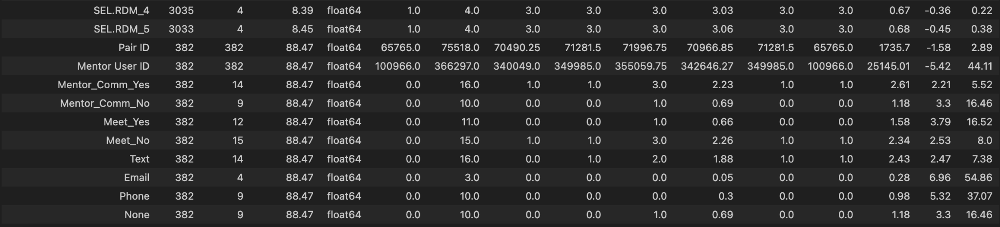 SEL.RDM_4 3035 4 8.39 float64 1.0 4.0 3.0 3.0 3.0 3.03 3.0 3.0 0.67 -0.36 0.22
SEL.RDM_5 3033 4 8.45 float64 1.0 4.0 3.0 3.0 3.0 3.06 3.0 3.0 0.68 -0.45 0.38
Pair ID 382 382 88.47 float64 65765.0 75518.0 70490.25 71281.5 71996.75 70966.85 71281.5 65765.0 1735.7 -1.58 2.89
Mentor User ID 382 382 88.47 float64 100966.0 366297.0 340049.0 349985.0 355059.75 342646.27 349985.0 100966.0 25145.01 -5.42 44.11
Mentor_Comm_Yes 382 14 88.47 float64 0.0 16.0 1.0 1.0 3.0 2.23 1.0 1.0 2.61 2.21 5.52
Mentor_Comm_No 382 9 88.47 float64 0.0 10.0 0.0 0.0 1.0 0.69 0.0 0.0 1.18 3.3 16.46
Meet_Yes 382 12 88.47 float64 0.0 11.0 0.0 0.0 1.0 0.66 0.0 0.0 1.58 3.79 16.52
Meet_No 382 15 88.47 float64 0.0 15.0 1.0 1.0 3.0 2.26 1.0 1.0 2.34 2.53 8.0
Text 382 14 88.47 float64 0.0 16.0 0.0 1.0 2.0 1.88 1.0 1.0 2.43 2.47 7.38
Email 382 4 88.47 float64 0.0 3.0 0.0 0.0 0.0 0.05 0.0 0.0 0.28 6.96 54.86
Phone 382 9 88.47 float64 0.0 10.0 0.0 0.0 0.0 0.3 0.0 0.0 0.98 5.32 37.07
None 382 9 88.47 float64 0.0 10.0 0.0 0.0 1.0 0.69 0.0 0.0 1.18 3.3 16.46